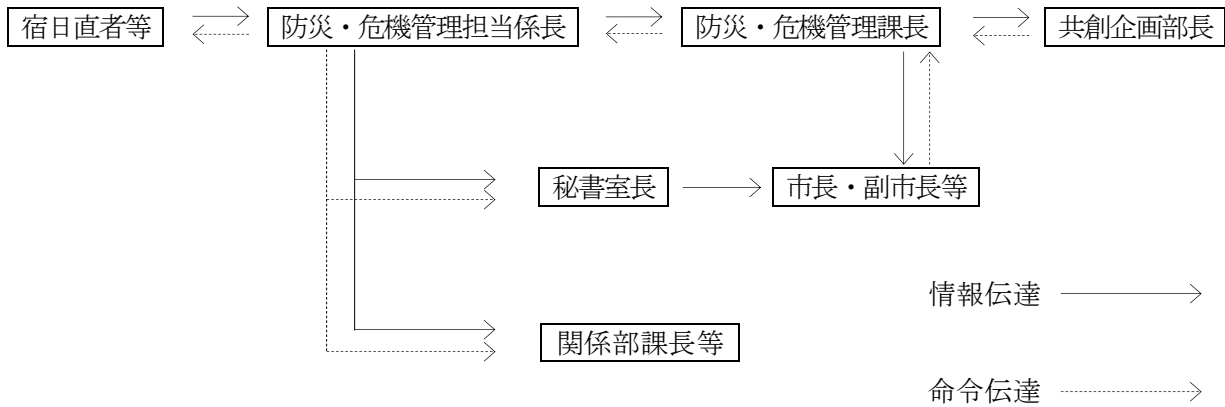 宿日直者等
防災・危機管理担当係長
防災・危機管理課長
共創企画部長
秘書室長
市長・副市長等
情報伝達
関係部課長等
命令伝達